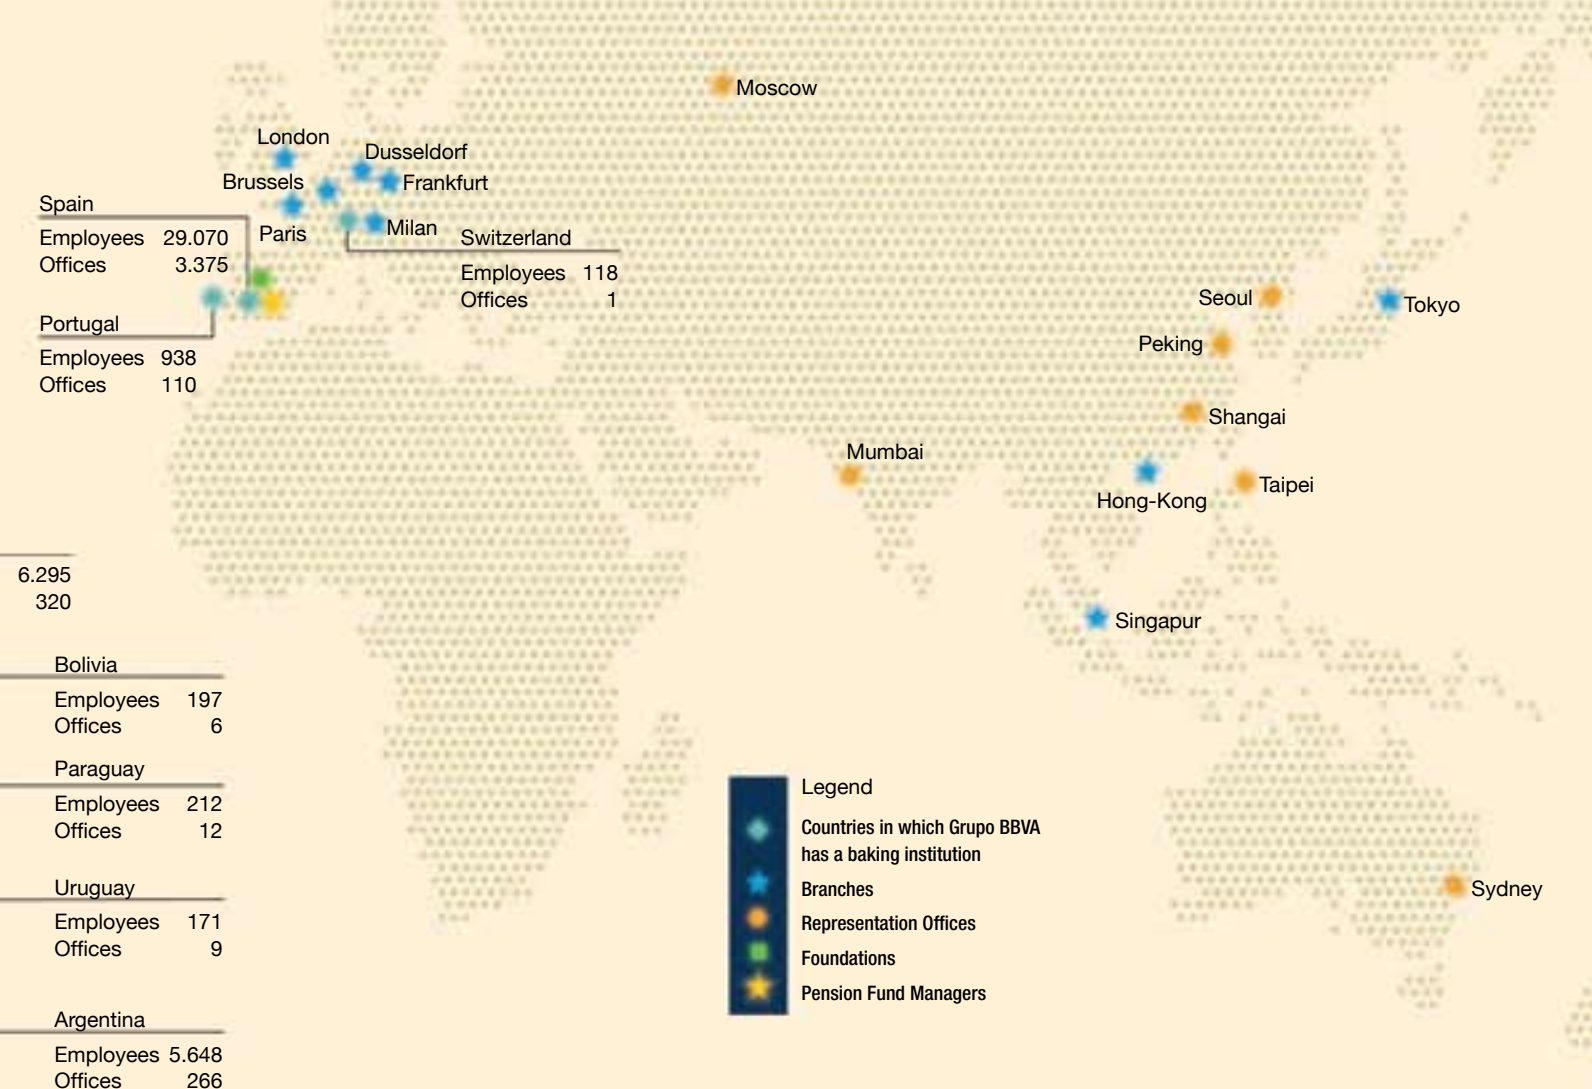 Moscow
London
Dusseldorf
Brussels
Frankfurt
Paris
Milan
Spain
Employees 29.070
Offices 3.375
Switzerland
Employees 118
Offices 1
Portugal
Employees 938
Offices 110
Seoul
Tokyo
Peking
Shangai
Mumbai
Hong-Kong
Taipei
Singapur
Sydney
6.295
320
Bolivia
Employees 197
Offices 6
Paraguay
Employees 212
Offices 12
Uruguay
Employees 171
Offices 9
Argentina
Employees 5.648
Offices 266
Legend
Countries in which Grupo BBVA
has a baking institution
Branches
Representation Offices
Foundations
Pension Fund Managers